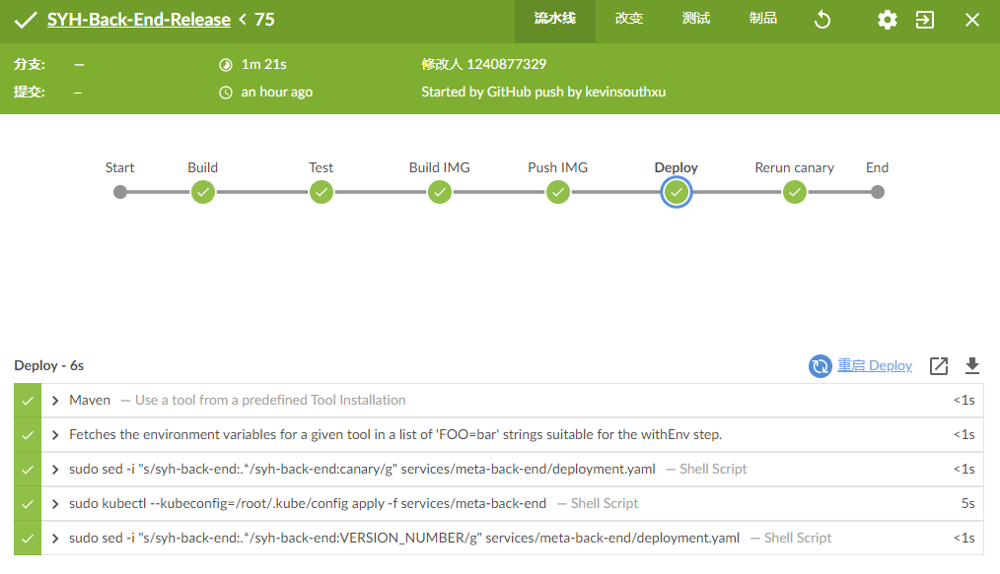 SYH-Back-End-Release < 75 流水线 改变 测试 制品
分支: — 1m 21s 修改人 1240877329
提交: – an hour ago Started by GitHub push by kevinsouthxu
Start Build Test Build IMG Push IMG Deploy Rerun canary End
Deploy - 6s 重启 Deploy
Maven — Use a tool from a predefined Tool Installation <1s
Fetches the environment variables for a given tool in a list of 'FOO=bar' strings suitable for the withEnv step. <1s
sudo sed -i "s/syh-back-end:.*/syh-back-end:canary/g" services/meta-back-end/deployment.yaml — Shell Script <1s
sudo kubectl --kubeconfig=/root/.kube/config apply -f services/meta-back-end — Shell Script 5s
sudo sed -i "s/syh-back-end:.*/syh-back-end:VERSION_NUMBER/g" services/meta-back-end/deployment.yaml — Shell Script <1s